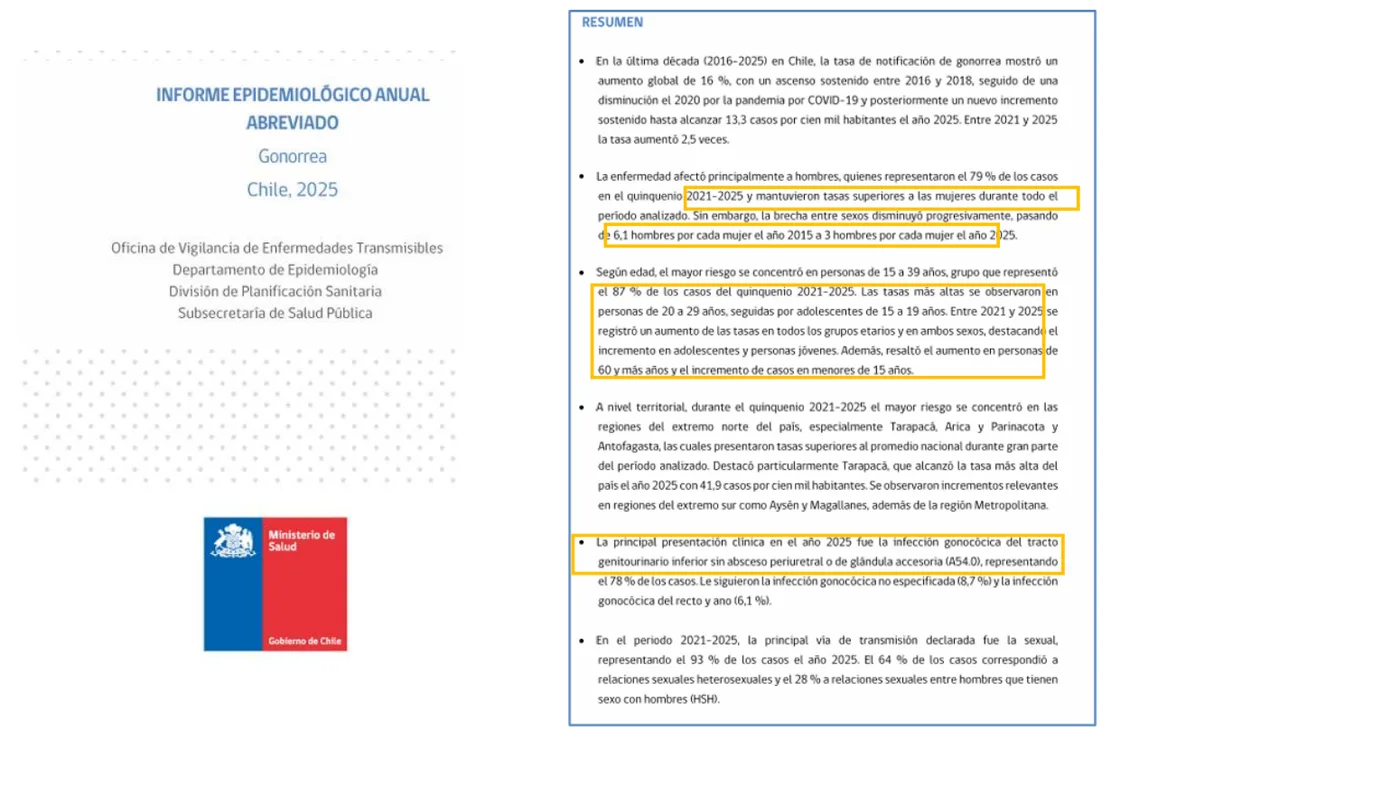 INFORME EPIDEMIOLÓGICO ANUAL
ABREVIADO
Gonorrea
Chile, 2025
Oficina de Vigilancia de Enfermedades Transmisibles
Departamento de Epidemiología
División de Planificación Sanitaria
Subsecretaría de Salud Pública
Ministerio de
Salud
Gobierno de Chile
RESUMEN
• En la última década (2016-2025) en Chile, la tasa de notificación de gonorrea mostró un
aumento global de 16 %, con un ascenso sostenido entre 2016 y 2018, seguido de una
disminución el 2020 por la pandemia por COVID-19 y posteriormente un nuevo incremento
sostenido hasta alcanzar 13,3 casos por cien mil habitantes el año 2025. Entre 2021 y 2025
la tasa aumentó 2,5 veces.
• La enfermedad afectó principalmente a hombres, quienes representaron el 79 % de los casos
en el quinquenio 2021-2025 y mantuvieron tasas superiores a las mujeres durante todo el
período analizado. Sin embargo, la brecha entre sexos disminuyó progresivamente, pasando
de 6,1 hombres por cada mujer el año 2015 a 3 hombres por cada mujer el año 2025.
• Según edad, el mayor riesgo se concentró en personas de 15 a 39 años, grupo que representó
el 87 % de los casos del quinquenio 2021-2025. Las tasas más altas se observaron en
personas de 20 a 29 años, seguidas por adolescentes de 15 a 19 años. Entre 2021 y 2025 se
registró un aumento de las tasas en todos los grupos etarios y en ambos sexos, destacando el
incremento en adolescentes y personas jóvenes. Además, resaltó el aumento en personas de
60 y más años y el incremento de casos en menores de 15 años.
• A nivel territorial, durante el quinquenio 2021-2025 el mayor riesgo se concentró en las
regiones del extremo norte del país, especialmente Tarapacá, Arica y Parinacota y
Antofagasta, las cuales presentaron tasas superiores al promedio nacional durante gran parte
del período analizado. Destacó particularmente Tarapacá, que alcanzó la tasa más alta del
país el año 2025 con 41,9 casos por cien mil habitantes. Se observaron incrementos relevantes
en regiones del extremo sur como Aysén y Magallanes, además de la región Metropolitana.
• La principal presentación clínica en el año 2025 fue la infección gonocócica del tracto
genitourinario inferior sin absceso periuretral o de glándula accesoria (A54.0), representando
el 78 % de los casos. Le siguieron la infección gonocócica no especificada (8,7 %) y la infección
gonocócica del recto y ano (6,1 %).
• En el periodo 2021-2025, la principal vía de transmisión declarada fue la sexual,
representando el 93 % de los casos el año 2025. El 64 % de los casos correspondió a
relaciones sexuales heterosexuales y el 28 % a relaciones sexuales entre hombres que tienen
sexo con hombres (HSH).